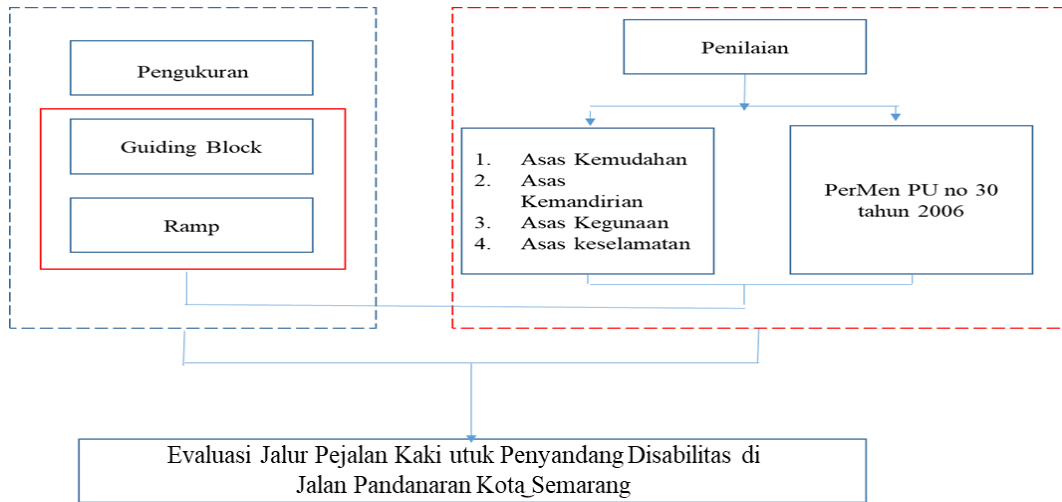 Pengukuran
Guiding Block
Ramp
Penilaian
1. Asas Kemudahan
2. Asas
Kemandirian
3. Asas Kegunaan
4. Asas keselamatan
PerMen PU no 30
tahun 2006
Evaluasi Jalur Pejalan Kaki utuk Penyandang Disabilitas di
Jalan Pandanaran Kota Semarang